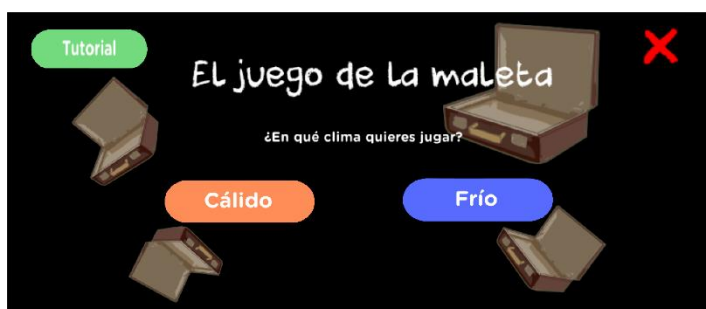 Tutorial
El juego de la maleta
¿En qué clima quieres jugar?
Cálido
Frío